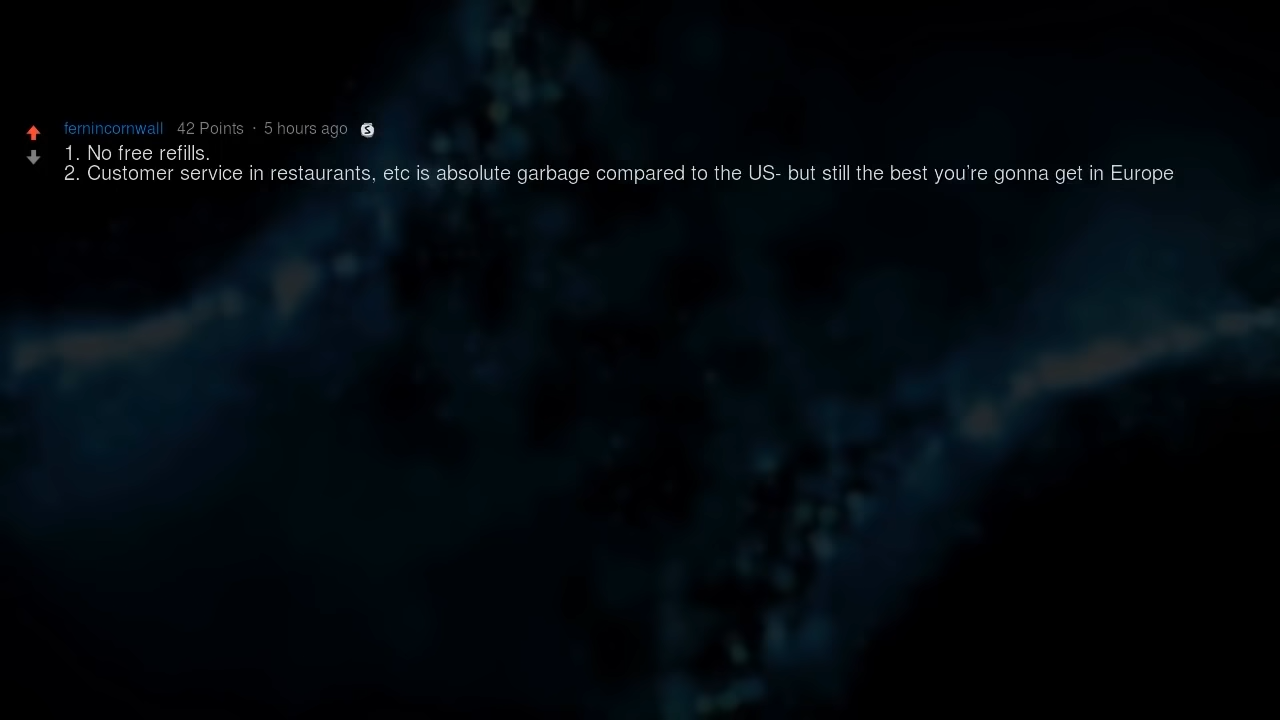 fernincornwall 42 Points · 5 hours ago S
1. No free refills.
2. Customer service in restaurants, etc is absolute garbage compared to the US- but still the best you’re gonna get in Europe